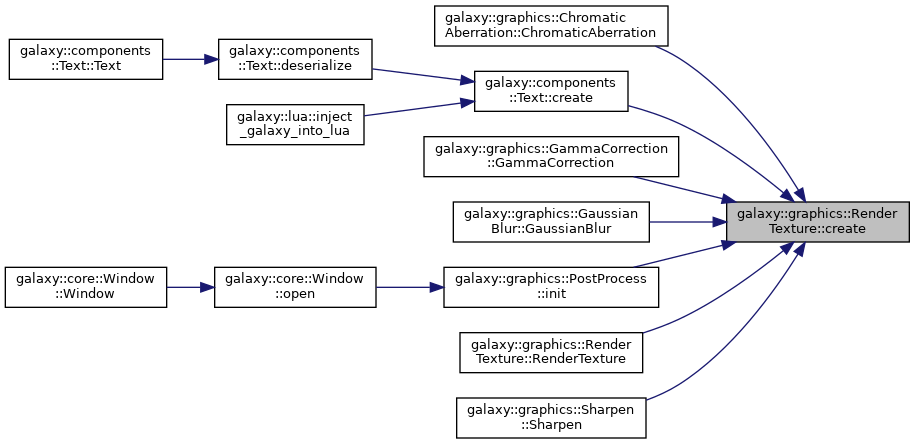 galaxy::graphics::Chromatic
Aberration::ChromaticAberration
galaxy::components
::Text::Text
galaxy::components
::Text::deserialize
galaxy::components
::Text::create
galaxy::lua::inject
_galaxy_into_lua
galaxy::graphics::GammaCorrection
::GammaCorrection
galaxy::graphics::Gaussian
Blur::GaussianBlur
galaxy::graphics::Render
Texture::create
galaxy::core::Window
::Window
galaxy::core::Window
::open
galaxy::graphics::PostProcess
::init
galaxy::graphics::Render
Texture::RenderTexture
galaxy::graphics::Sharpen
::Sharpen